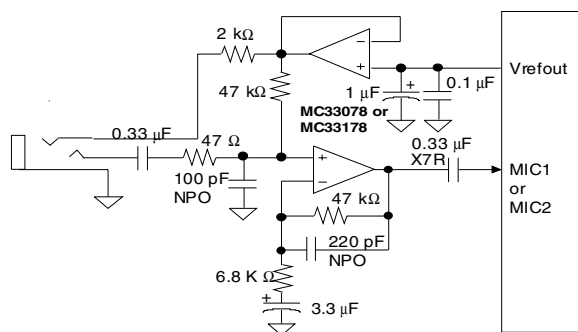 2 kΩ
−
+
Vrefout
47 kΩ
1 μF
+
0.1 μF
MC33078 or
MC33178
0.33 μF
47 Ω
0.33 μF
X7R
+
−
100 pF
NPO
MIC1
or
MIC2
47 kΩ
220 pF
NPO
6.8 K Ω
+
3.3 μF